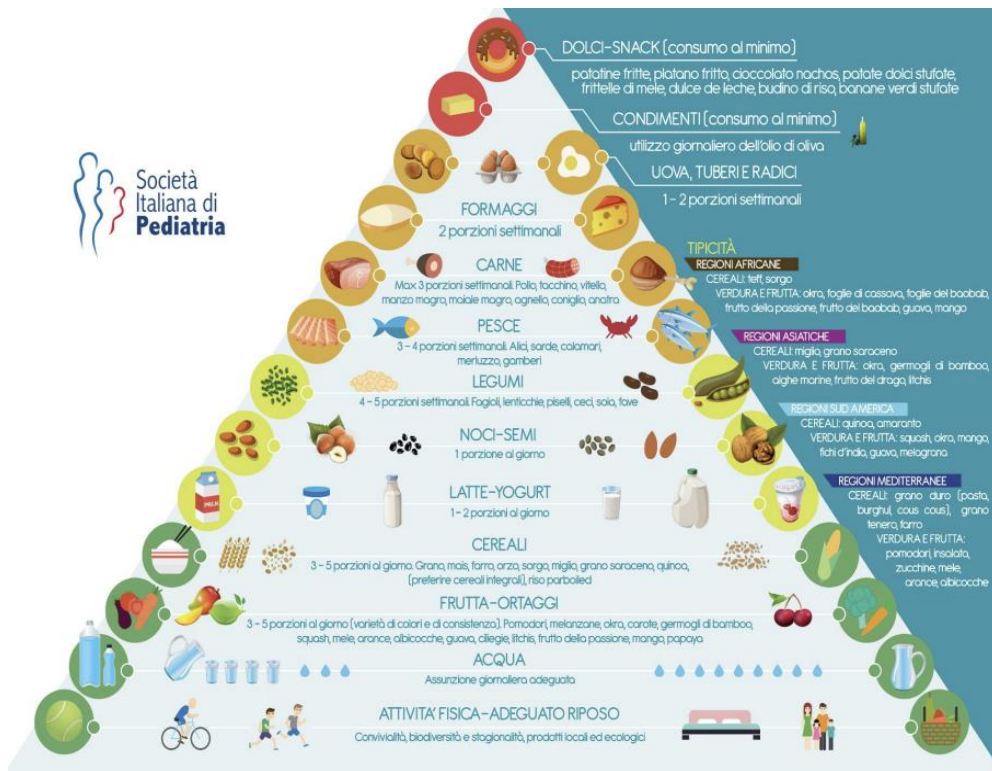 DOLCI-SNACK (consumo al minimo)
patatine fritte, platano fritto, cioccolato nachos, patate dolci stufate,
frittelle di mele, dulce de leche, budino di riso, banane verdi stufate
CONDIMENTI (consumo al minimo)
utilizzo giornaliero dell'olio di oliva
UOVA, TUBERI E RADICI
1 - 2 porzioni settimanali
Società
Italiana di
Pediatria
FORMAGGI
2 porzioni settimanali
CARNE
Max 3 porzioni settimanali. Pollo, tacchino, vitello,
manzo magro, maiale magro, agnello, coniglio, anatra
PESCE
3 - 4 porzioni settimanali. Alici, sarde, calamari,
merluzzo, gamberi
LEGUMI
4 - 5 porzioni settimanali. Fagioli, lenticchie, piselli, ceci, soia, fave
NOCI-SEMI
1 porzione al giorno
LATTE-YOGURT
1 - 2 porzioni al giorno
MILK
CEREALI
3 - 5 porzioni al giorno. Grano, mais, farro, orzo, sorgo, miglio, grano saraceno, quinoa,
(preferire cereali integrali), riso parboiled
FRUTTA-ORTAGGI
3 - 5 porzioni al giorno (varietà di colori e di consistenza). Pomodori, melanzane, okra, carote, germogli di bamboo,
squash, mele, arance, albicocche, guava, ciliegie, litchis, frutto della passione, manga, papaya
ACQUA
Assunzione giornaliera adeguata
ATTIVITA' FISICA-ADEGUATO RIPOSO
Convivialità, biodiversità e stagionalità, prodotti locali ed ecologici
TIPICITÀ
REGIONI AFRICANE
CEREALI: teff, sorgo
VERDURA E FRUTTA: okra, foglie di cassava, foglie del baobab,
frutto della passione, frutto del baobab, guava, mango
REGIONI ASIATICHE
CEREALI: miglio, grano saraceno
VERDURA E FRUTTA: okra, germogli di bamboo,
alghe marine, frutto del drago, litchis
REGIONI SUD AMERICA
CEREALI: quinoa, amaranto
VERDURA E FRUTTA: squash, okra, mango,
fichi d'india, guava, melagrana
REGIONI MEDITERRANEE
CEREALI: grano duro (pasta,
burghul, cous cous), grano
tenero, farro
VERDURA E FRUTTA:
pomodori, insalata,
zucchine, mele,
arance, albicocche